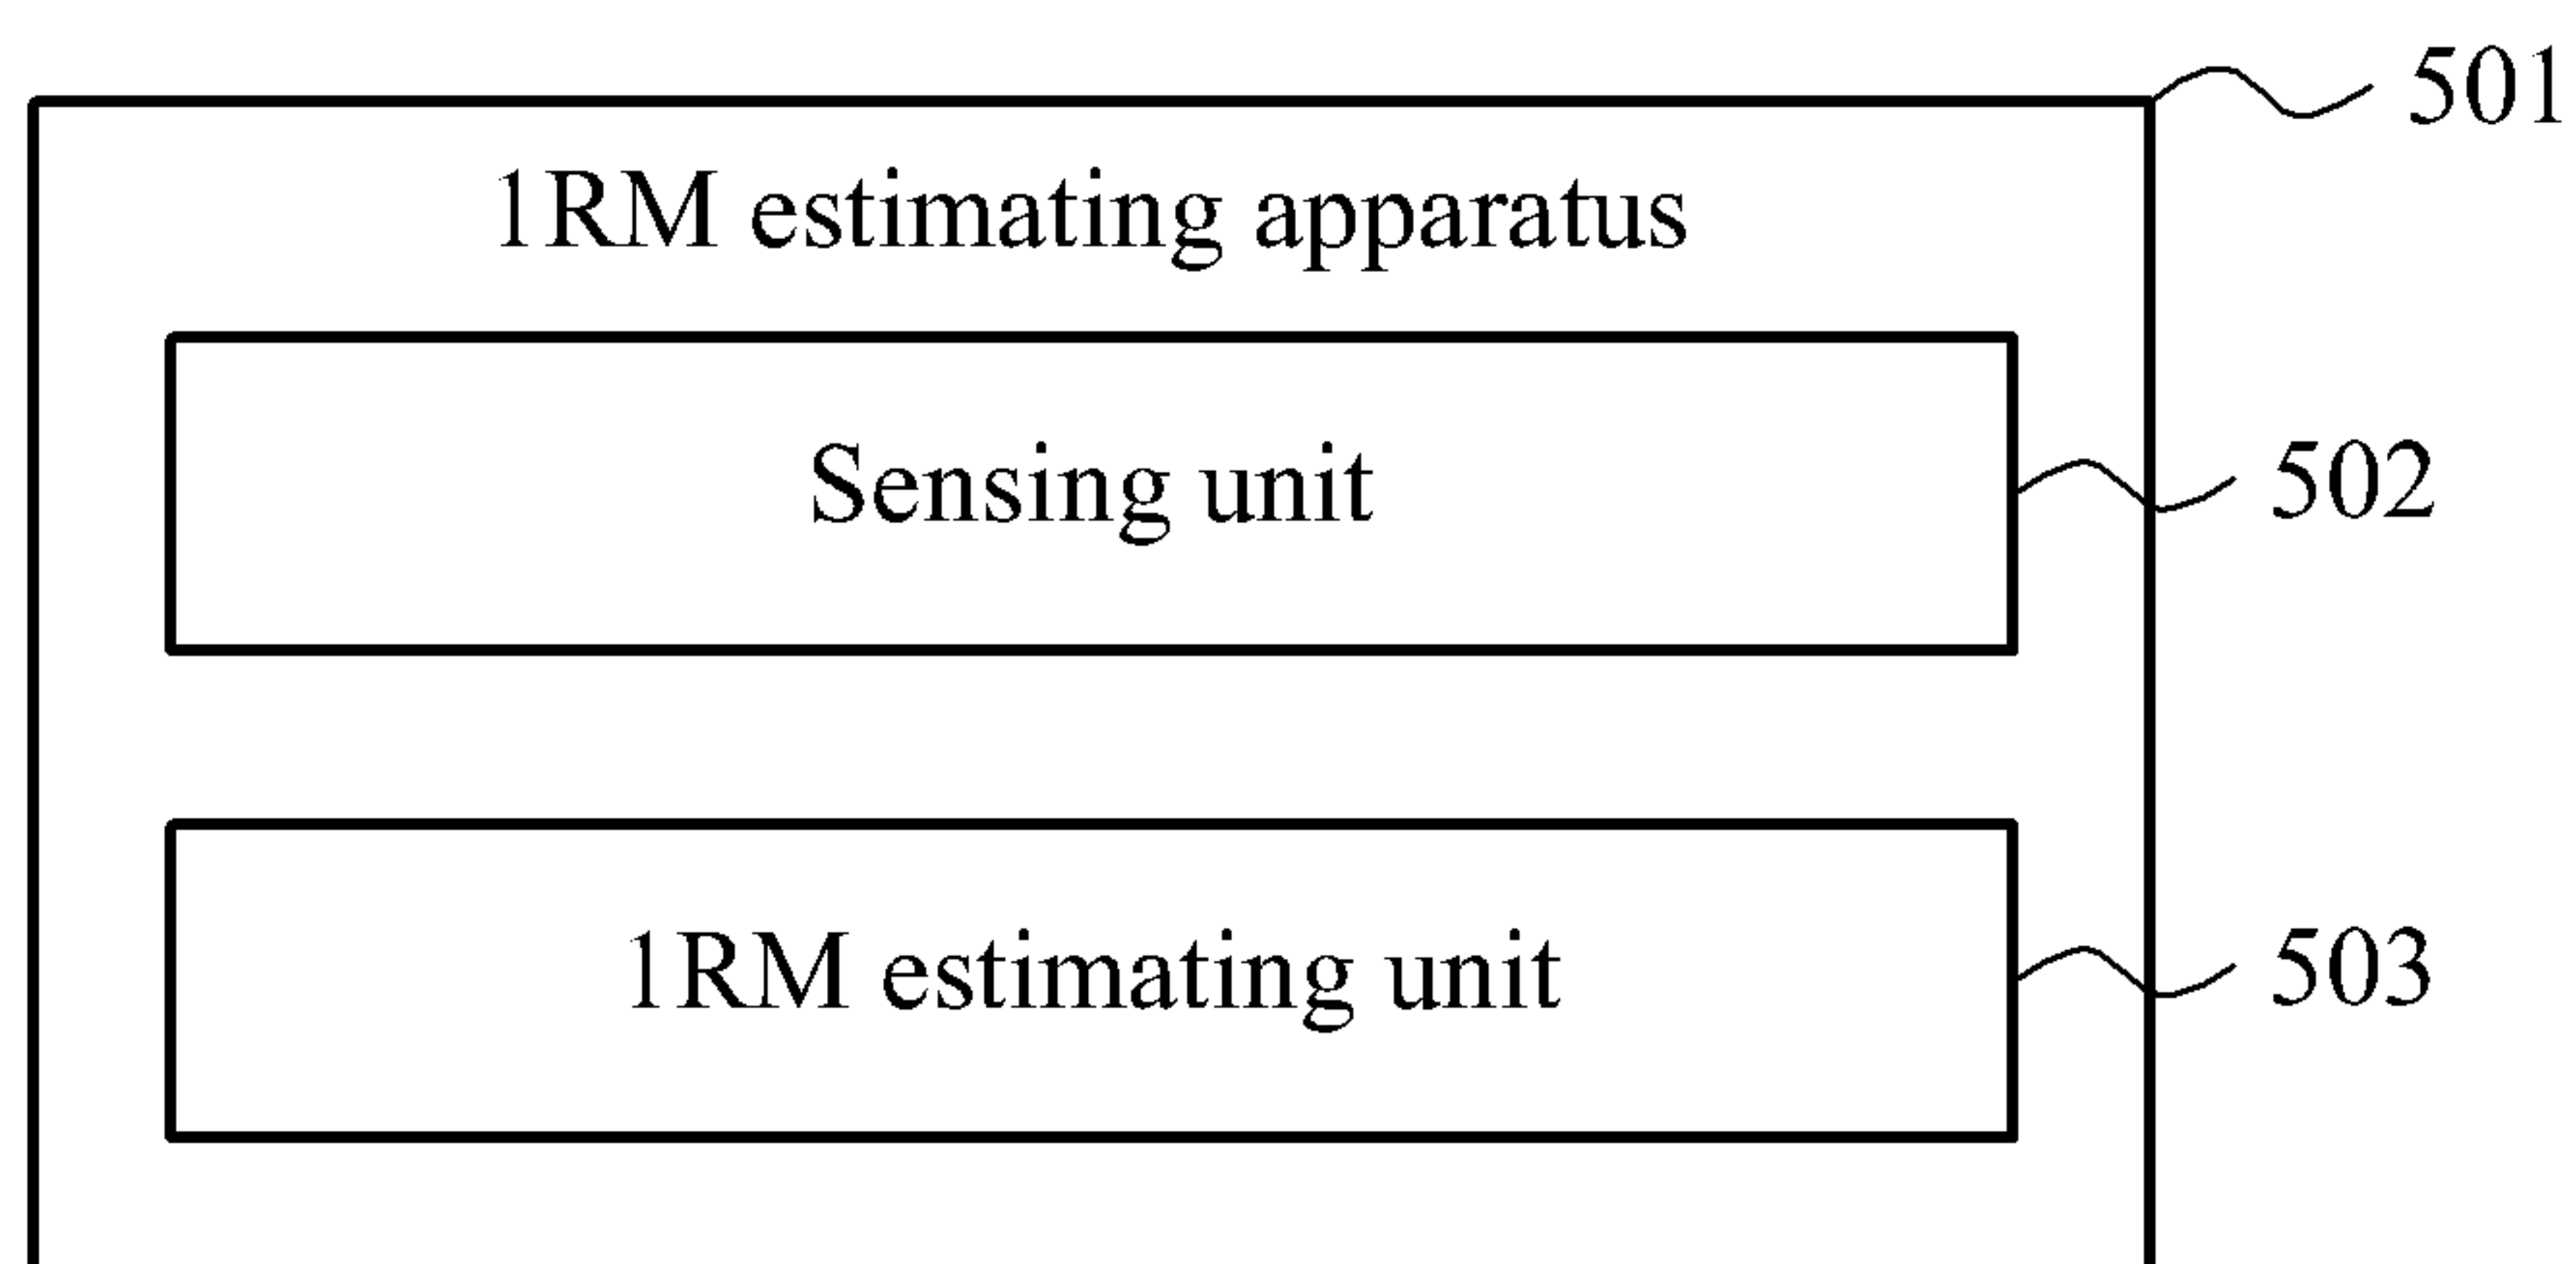 501
1RM estimating apparatus
Sensing unit
502
1RM estimating unit
503